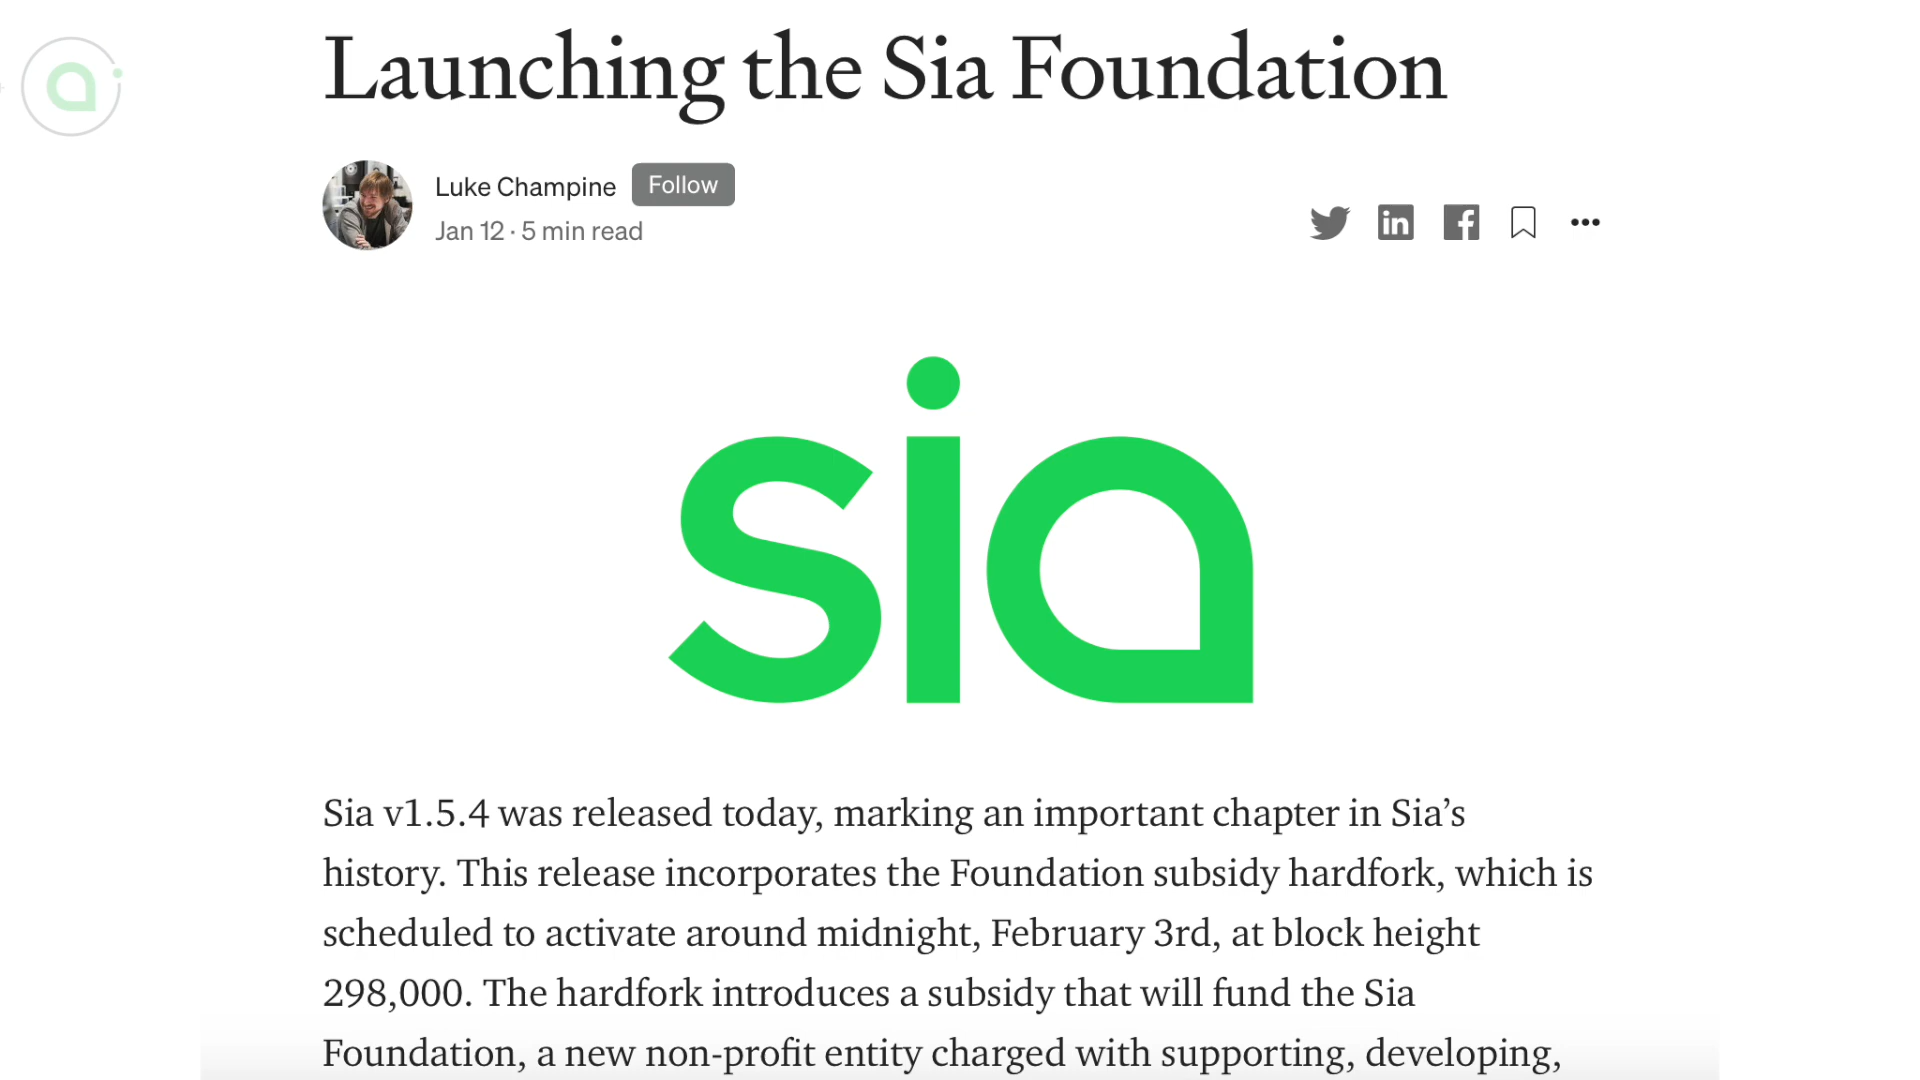 Launching the Sia Foundation
Luke Champine Follow
Jan 12 · 5 min read
sia
Sia v1.5.4 was released today, marking an important chapter in Sia’s
history. This release incorporates the Foundation subsidy hardfork, which is
scheduled to activate around midnight, February 3rd, at block height
298,000. The hardfork introduces a subsidy that will fund the Sia
Foundation, a new non-profit entity charged with supporting, developing,